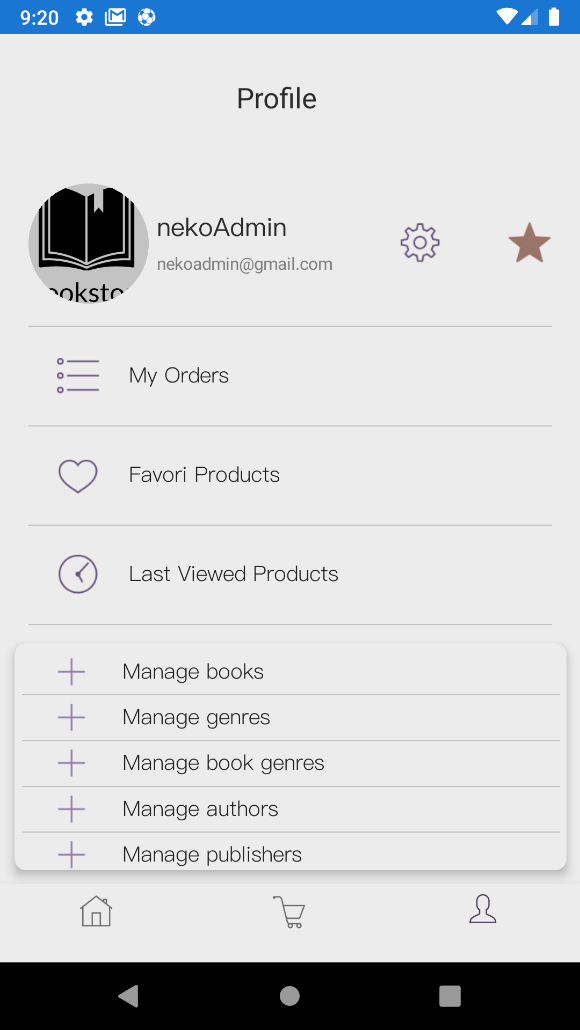 9:20
Profile
nekoAdmin
nekoadmin@gmail.com
ooksto
My Orders
Favori Products
Last Viewed Products
Manage books
Manage genres
Manage book genres
Manage authors
Manage publishers